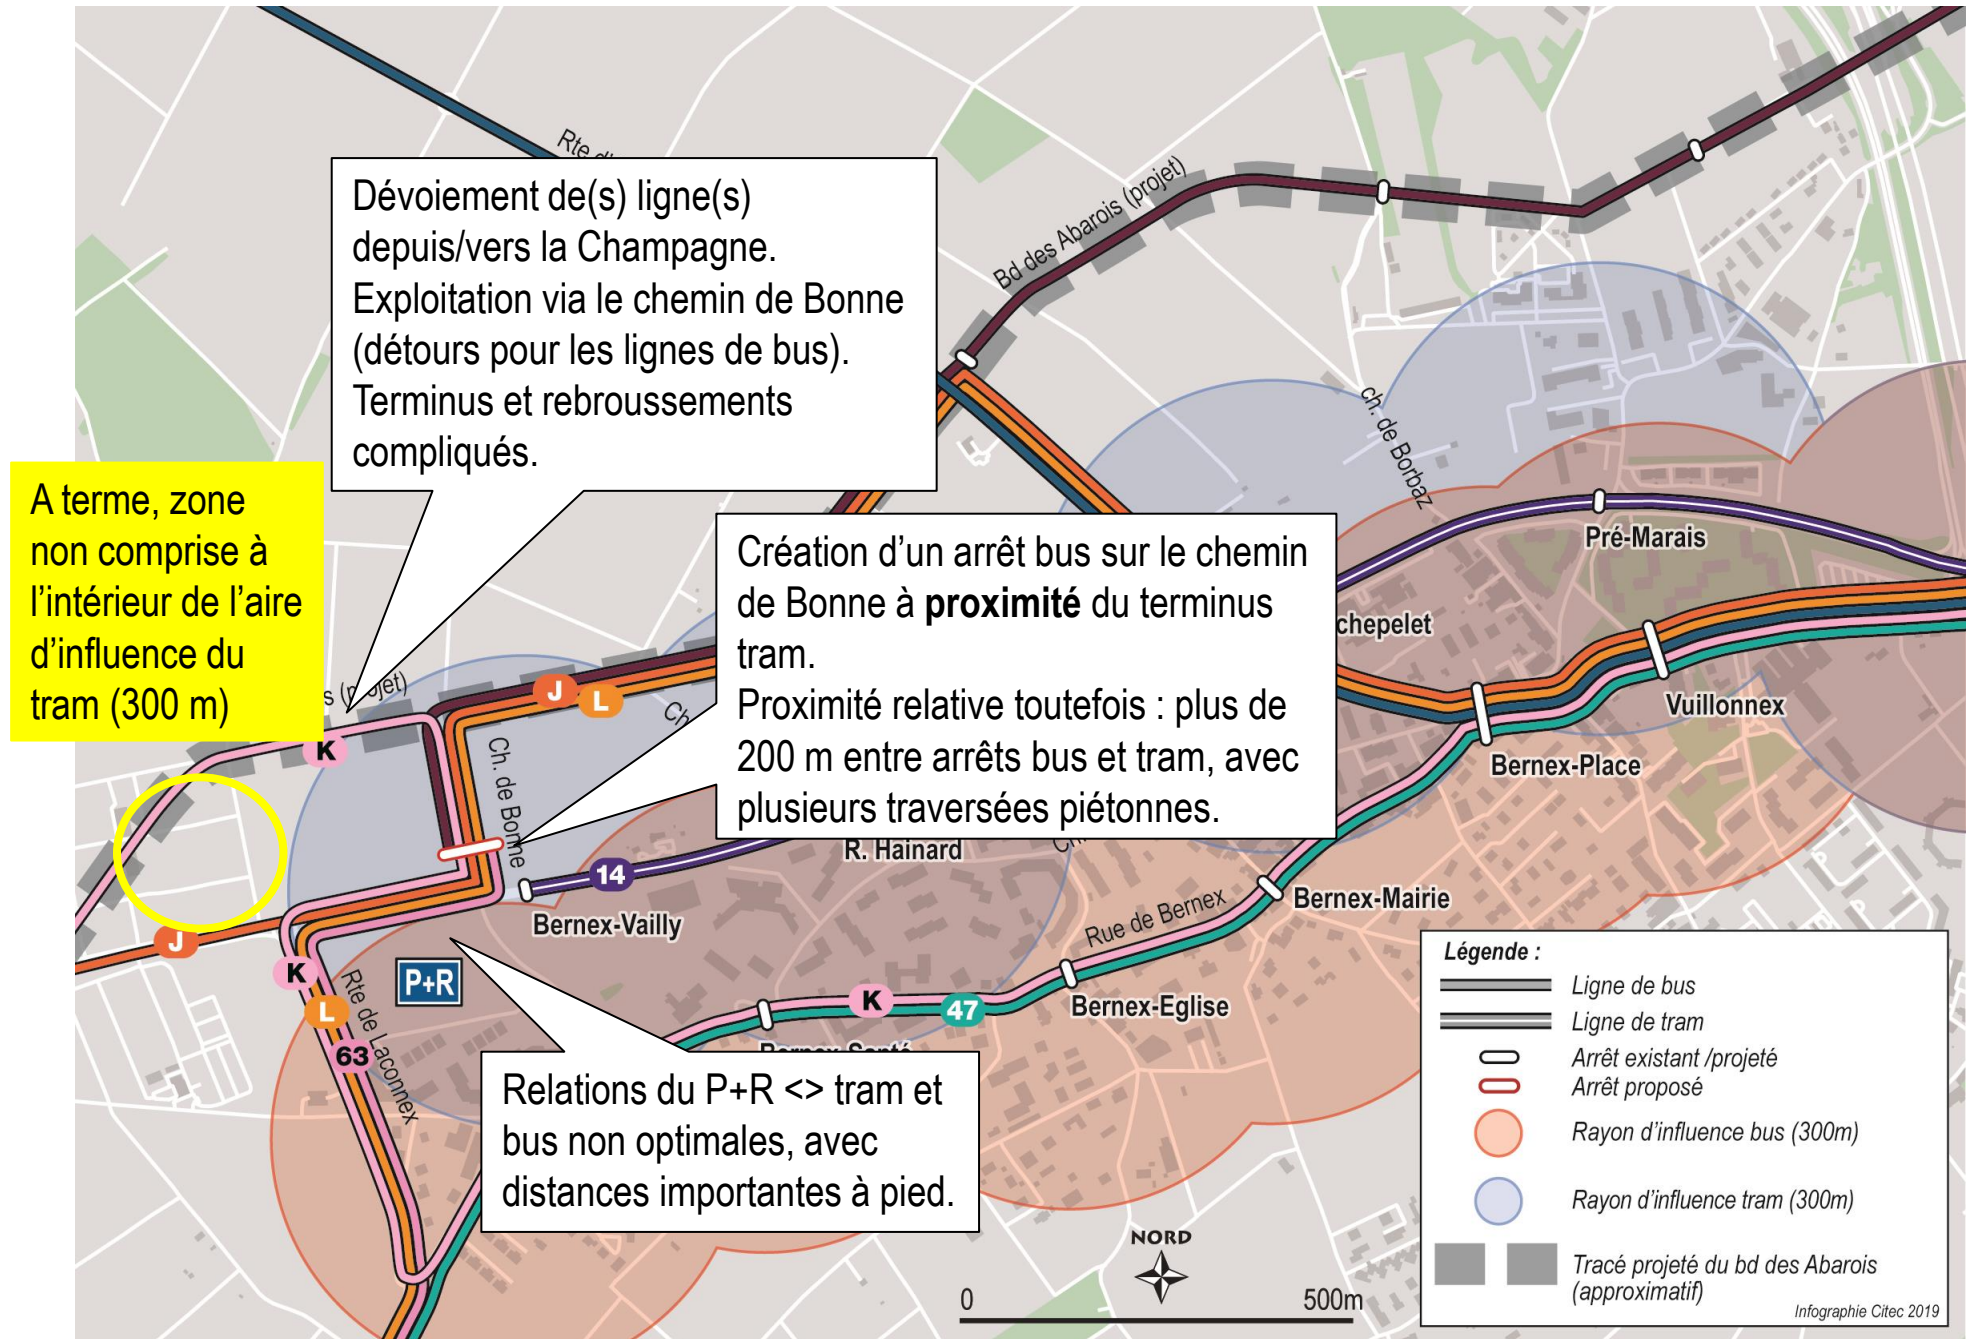 Rte d'
Dévoiement de(s) ligne(s)
depuis/vers la Champagne.
Exploitation via le chemin de Bonne
(détours pour les lignes de bus).
Terminus et rebroussements
compliqués.
Bd des Abarois (projet)
ch. de Borbaz
A terme, zone
non comprise à
l'intérieur de l'aire
d'influence du
tram (300 m)
Création d'un arrêt bus sur le chemin
de Bonne à proximité du terminus
tram.
Proximité relative toutefois : plus de
200 m entre arrêts bus et tram, avec
plusieurs traversées piétonnes.
Pré-Marais
chepelet
Vuillonnex
Bernex-Place
s (projet)
K
J
L
Ch.
Ch. de Bonne
14
R. Hainard
Bernex-Vailly
Bernex-Mairie
Rue de Bernex
J
K
L
63
P+R
Rte de Laconnex
K
47
Bernex-Eglise
Bernex-Santé
Relations du P+R <> tram et
bus non optimales, avec
distances importantes à pied.
NORD
0
500m
Légende :
Ligne de bus
Ligne de tram
Arrêt existant /projeté
Arrêt proposé
Rayon d'influence bus (300m)
Rayon d'influence tram (300m)
Tracé projeté du bd des Abarois
(approximatif)
Infographie Citec 2019